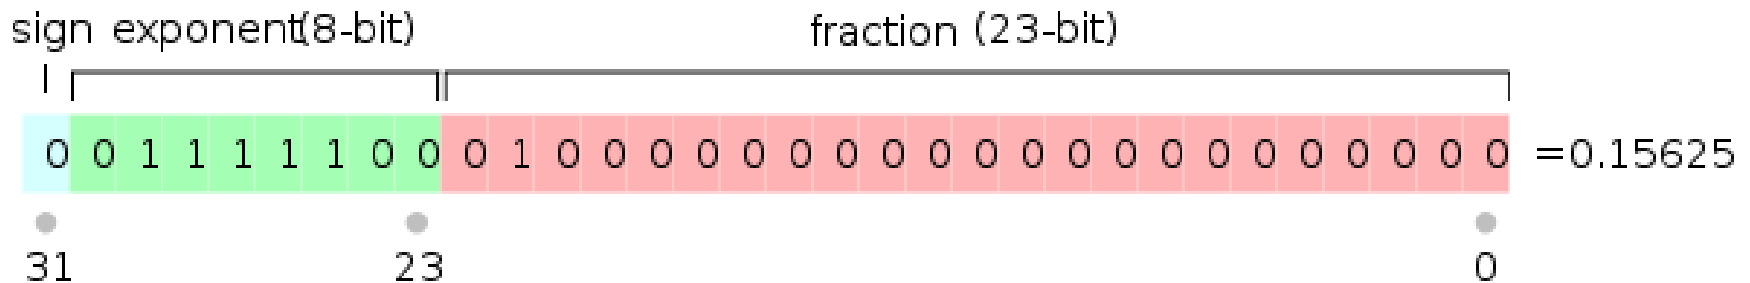 sign exponent(8-bit) fraction (23-bit)
0 0 1 1 1 1 1 0 0 0 1 0 0 0 0 0 0 0 0 0 0 0 0 0 0 0 0 0 0 0 0 0 =0.15625
31 23 0